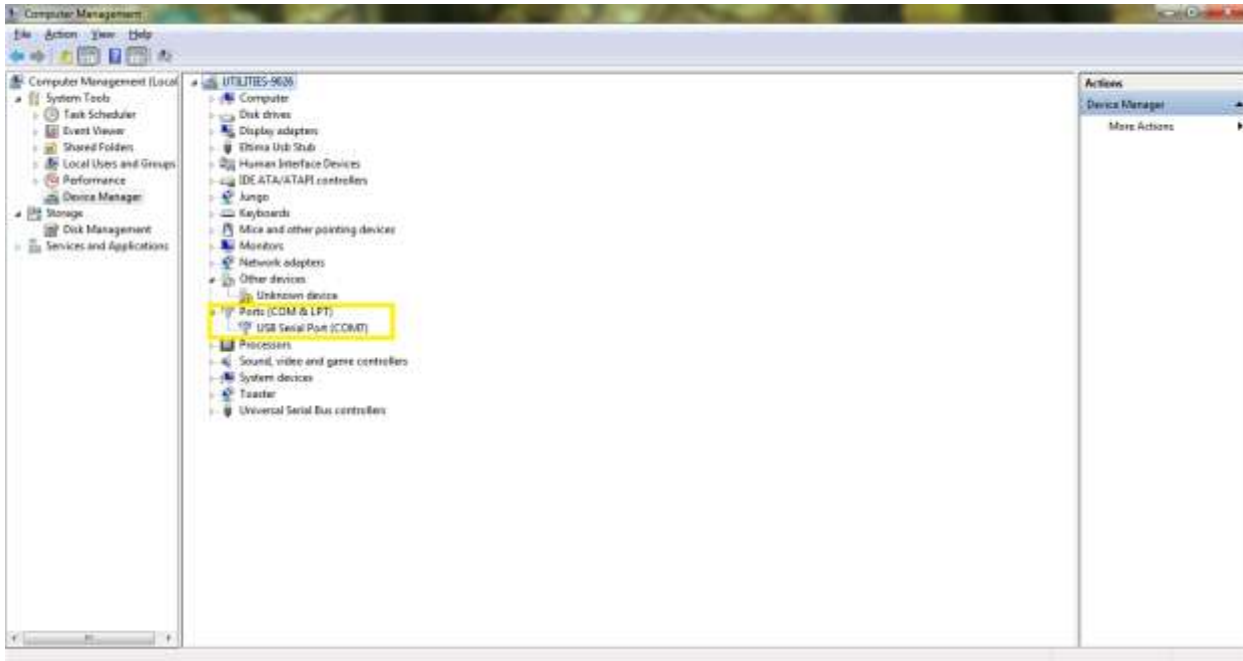 Computer Management
File Action View Help
Computer Management (Local
System Tools
Task Scheduler
Event Viewer
Shared Folders
Local Users and Groups
Performance
Device Manager
Storage
Disk Management
Services and Applications
UTILITIES-9026
Computer
Disk drives
Display adapters
Eltima Usb Stub
Human Interface Devices
IDE ATA/ATAPI controllers
Jungo
Keyboards
Mice and other pointing devices
Monitors
Network adapters
Other devices
Unknown device
Ports (COM & LPT)
USB Serial Port (COM7)
Processors
Sound, video and game controllers
System devices
Toaster
Universal Serial Bus controllers
Actions
Device Manager
More Actions